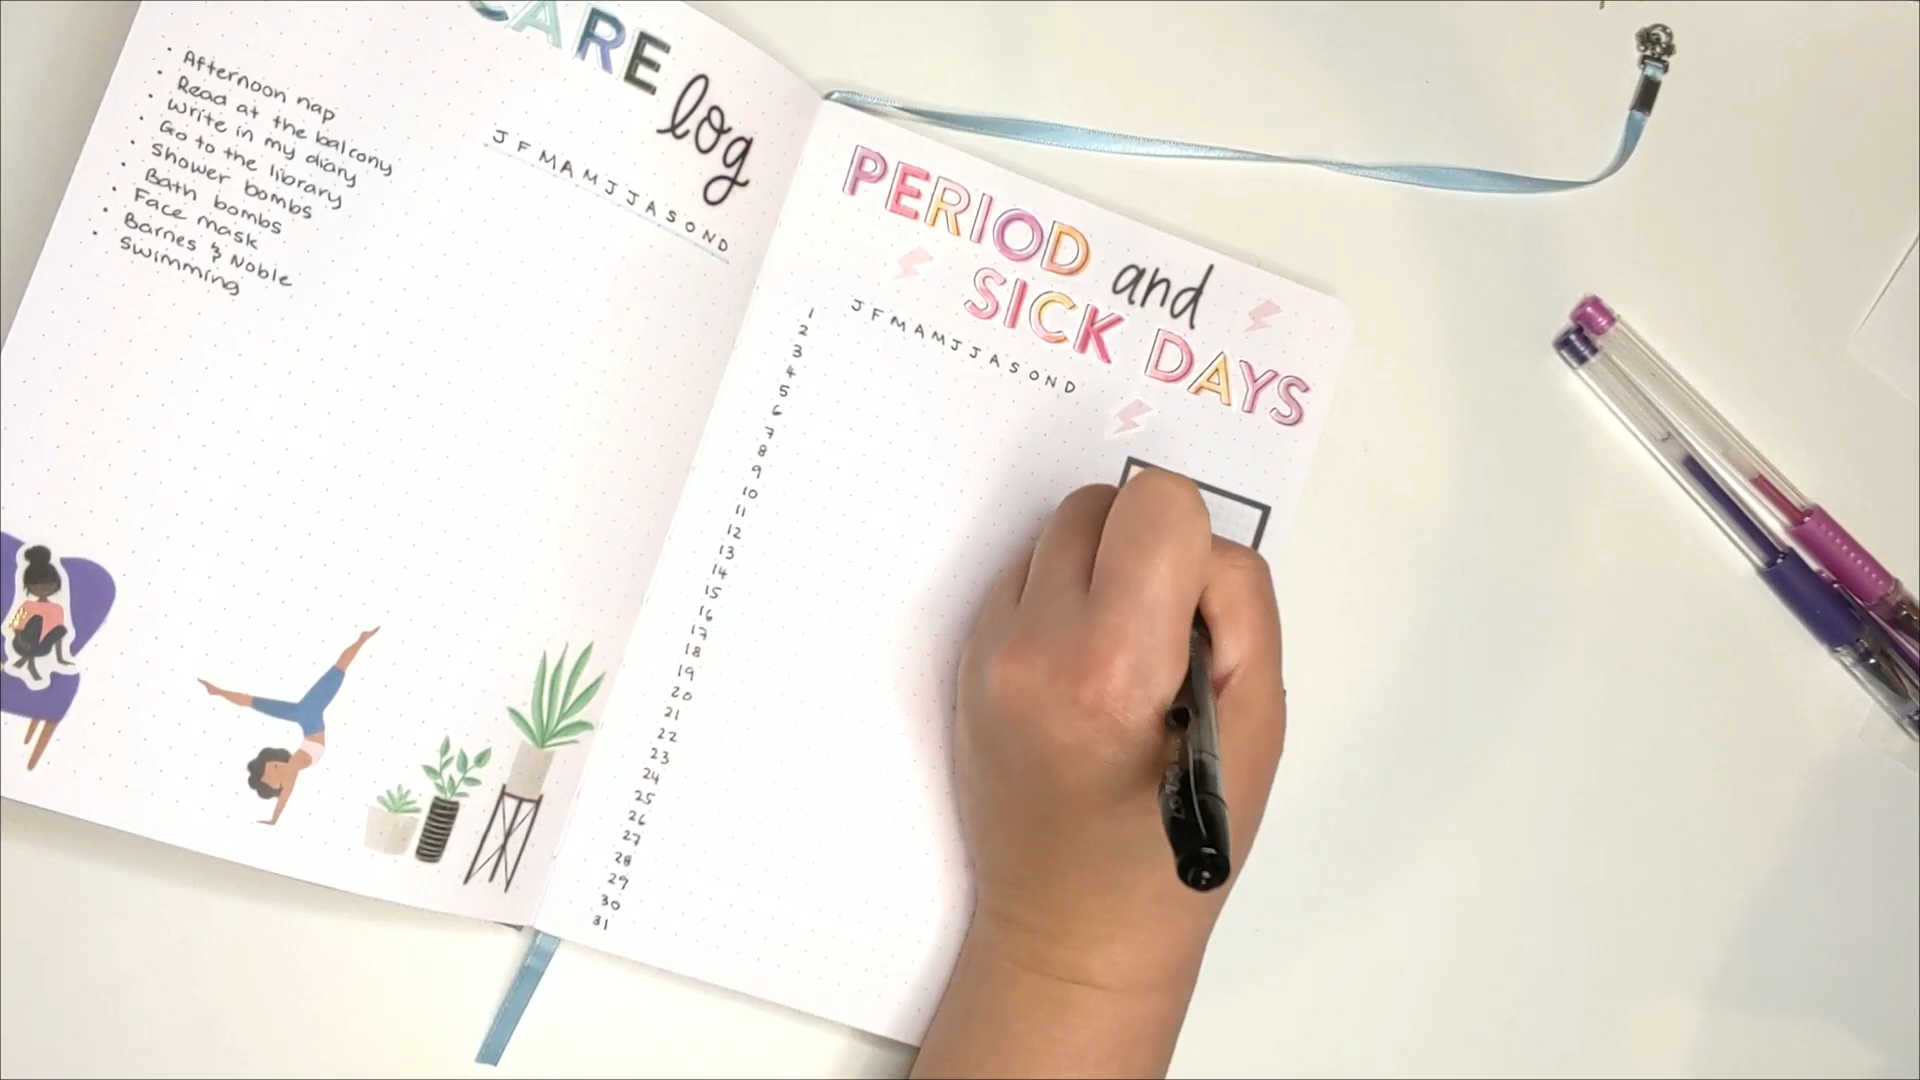 CARE
log
• Afternoon nap
• Read at the balcony
• Write in my diary
• Go to the library
• Shower bombs
• Bath bombs
• Face mask
• Barnes & Noble
• Swimming
J F M A M J J A S O N D
PERIOD and
SICK DAYS
J F M A M J J A S O N D
1
2
3
4
5
6
7
8
9
10
11
12
13
14
15
16
17
18
19
20
21
22
23
24
25
26
27
28
29
30
31